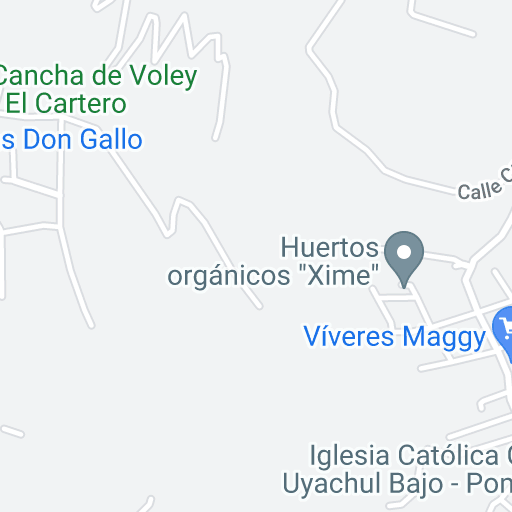 Cancha de Voley
El Cartero
s Don Gallo
Calle
Huertos
orgánicos "Xime"
Víveres Maggy
Iglesia Católica
Uyachul Bajo - Pon